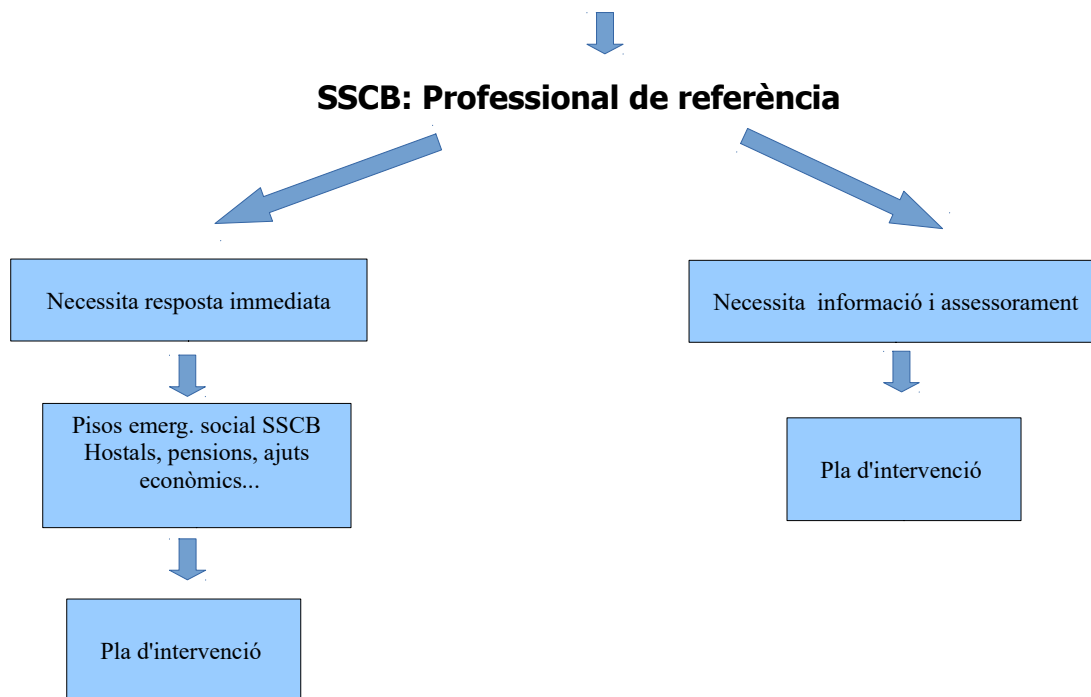 SSCB: Professional de referència
Necessita resposta immediata
Necessita  informació i assessorament
Pisos emerg. social SSCB
Hostals, pensions, ajuts
econòmics...
Pla d'intervenció
Pla d'intervenció